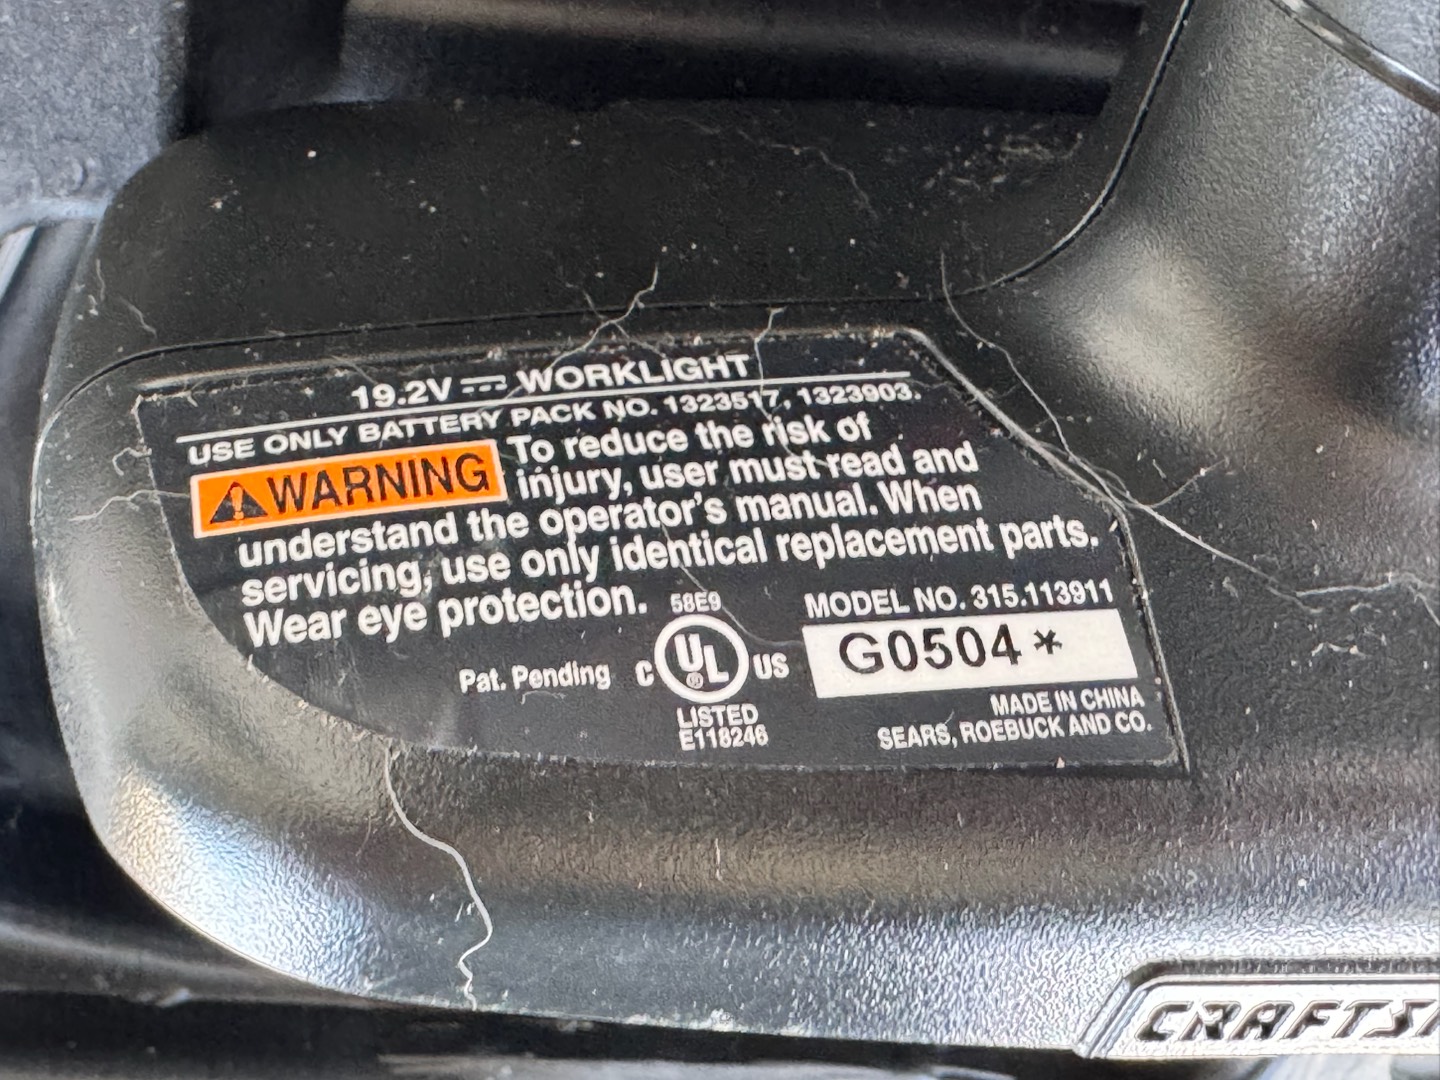 19.2V ⎓ WORKLIGHT
USE ONLY BATTERY PACK NO. 1323517, 1323903.
⚠WARNING To reduce the risk of
injury, user must read and
understand the operator's manual. When
servicing, use only identical replacement parts.
Wear eye protection.
58E9
MODEL NO. 315.113911
Pat. Pending
C UL ® US
G0504*
LISTED
E118246
MADE IN CHINA
SEARS, ROEBUCK AND CO.
CRAFTS